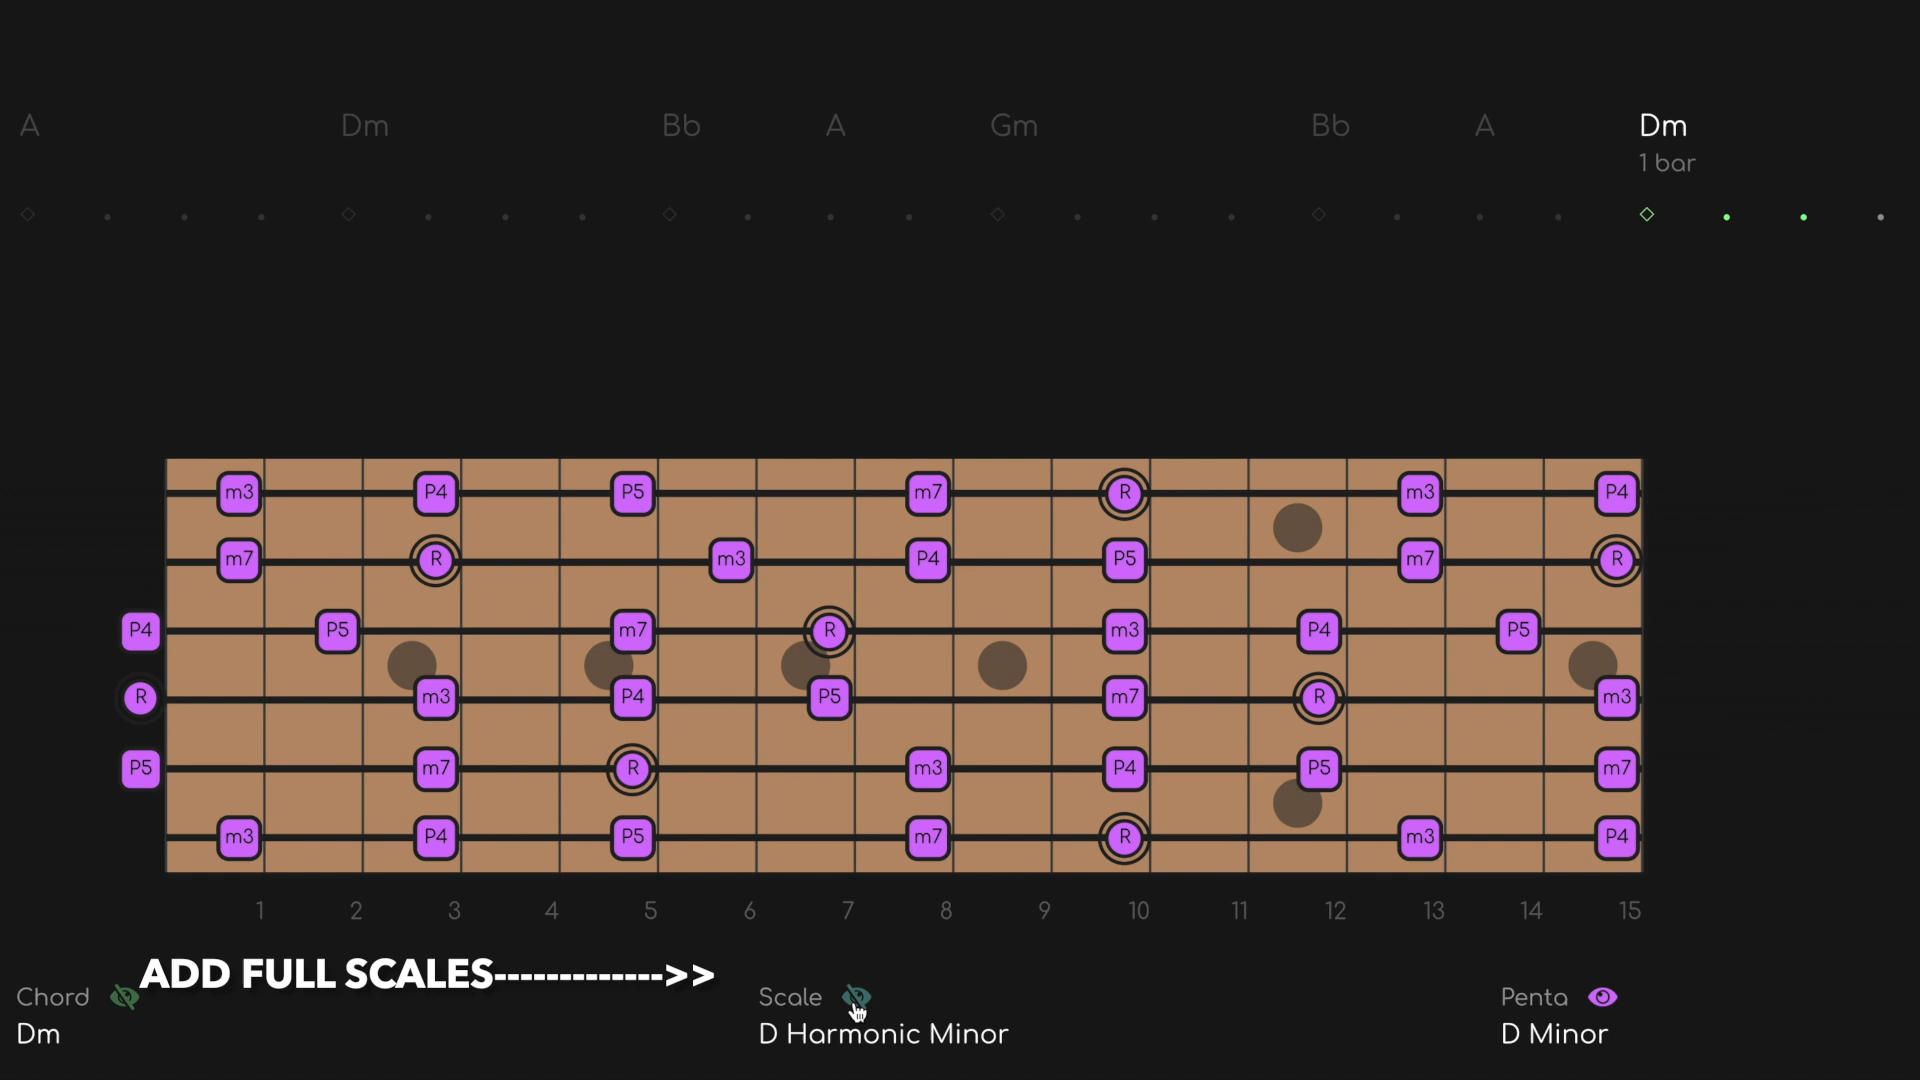 A Dm Bb A Gm Bb A Dm
1 bar
m3 P4 P5 m7 R m3 P4
m7 R m3 P4 P5 m7 R
P4 P5 m7 R m3 P4 P5
R m3 P4 P5 m7 R m3
P5 m7 R m3 P4 P5 m7
m3 P4 P5 m7 R m3 P4
1 2 3 4 5 6 7 8 9 10 11 12 13 14 15
ADD FULL SCALES------------->>
Chord Scale Penta
Dm D Harmonic Minor D Minor